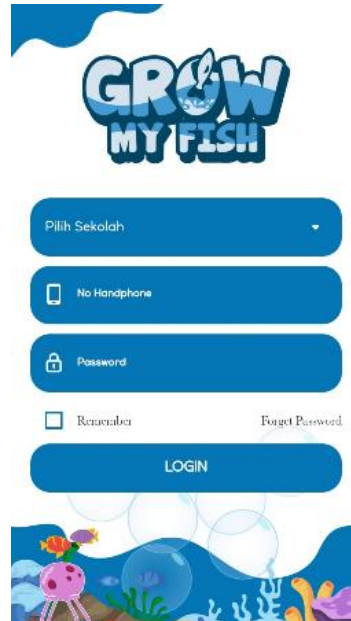 GROW
MY FISH
Pilih Sekolah
No Handphone
Password
Remember
Forget Password
LOGIN